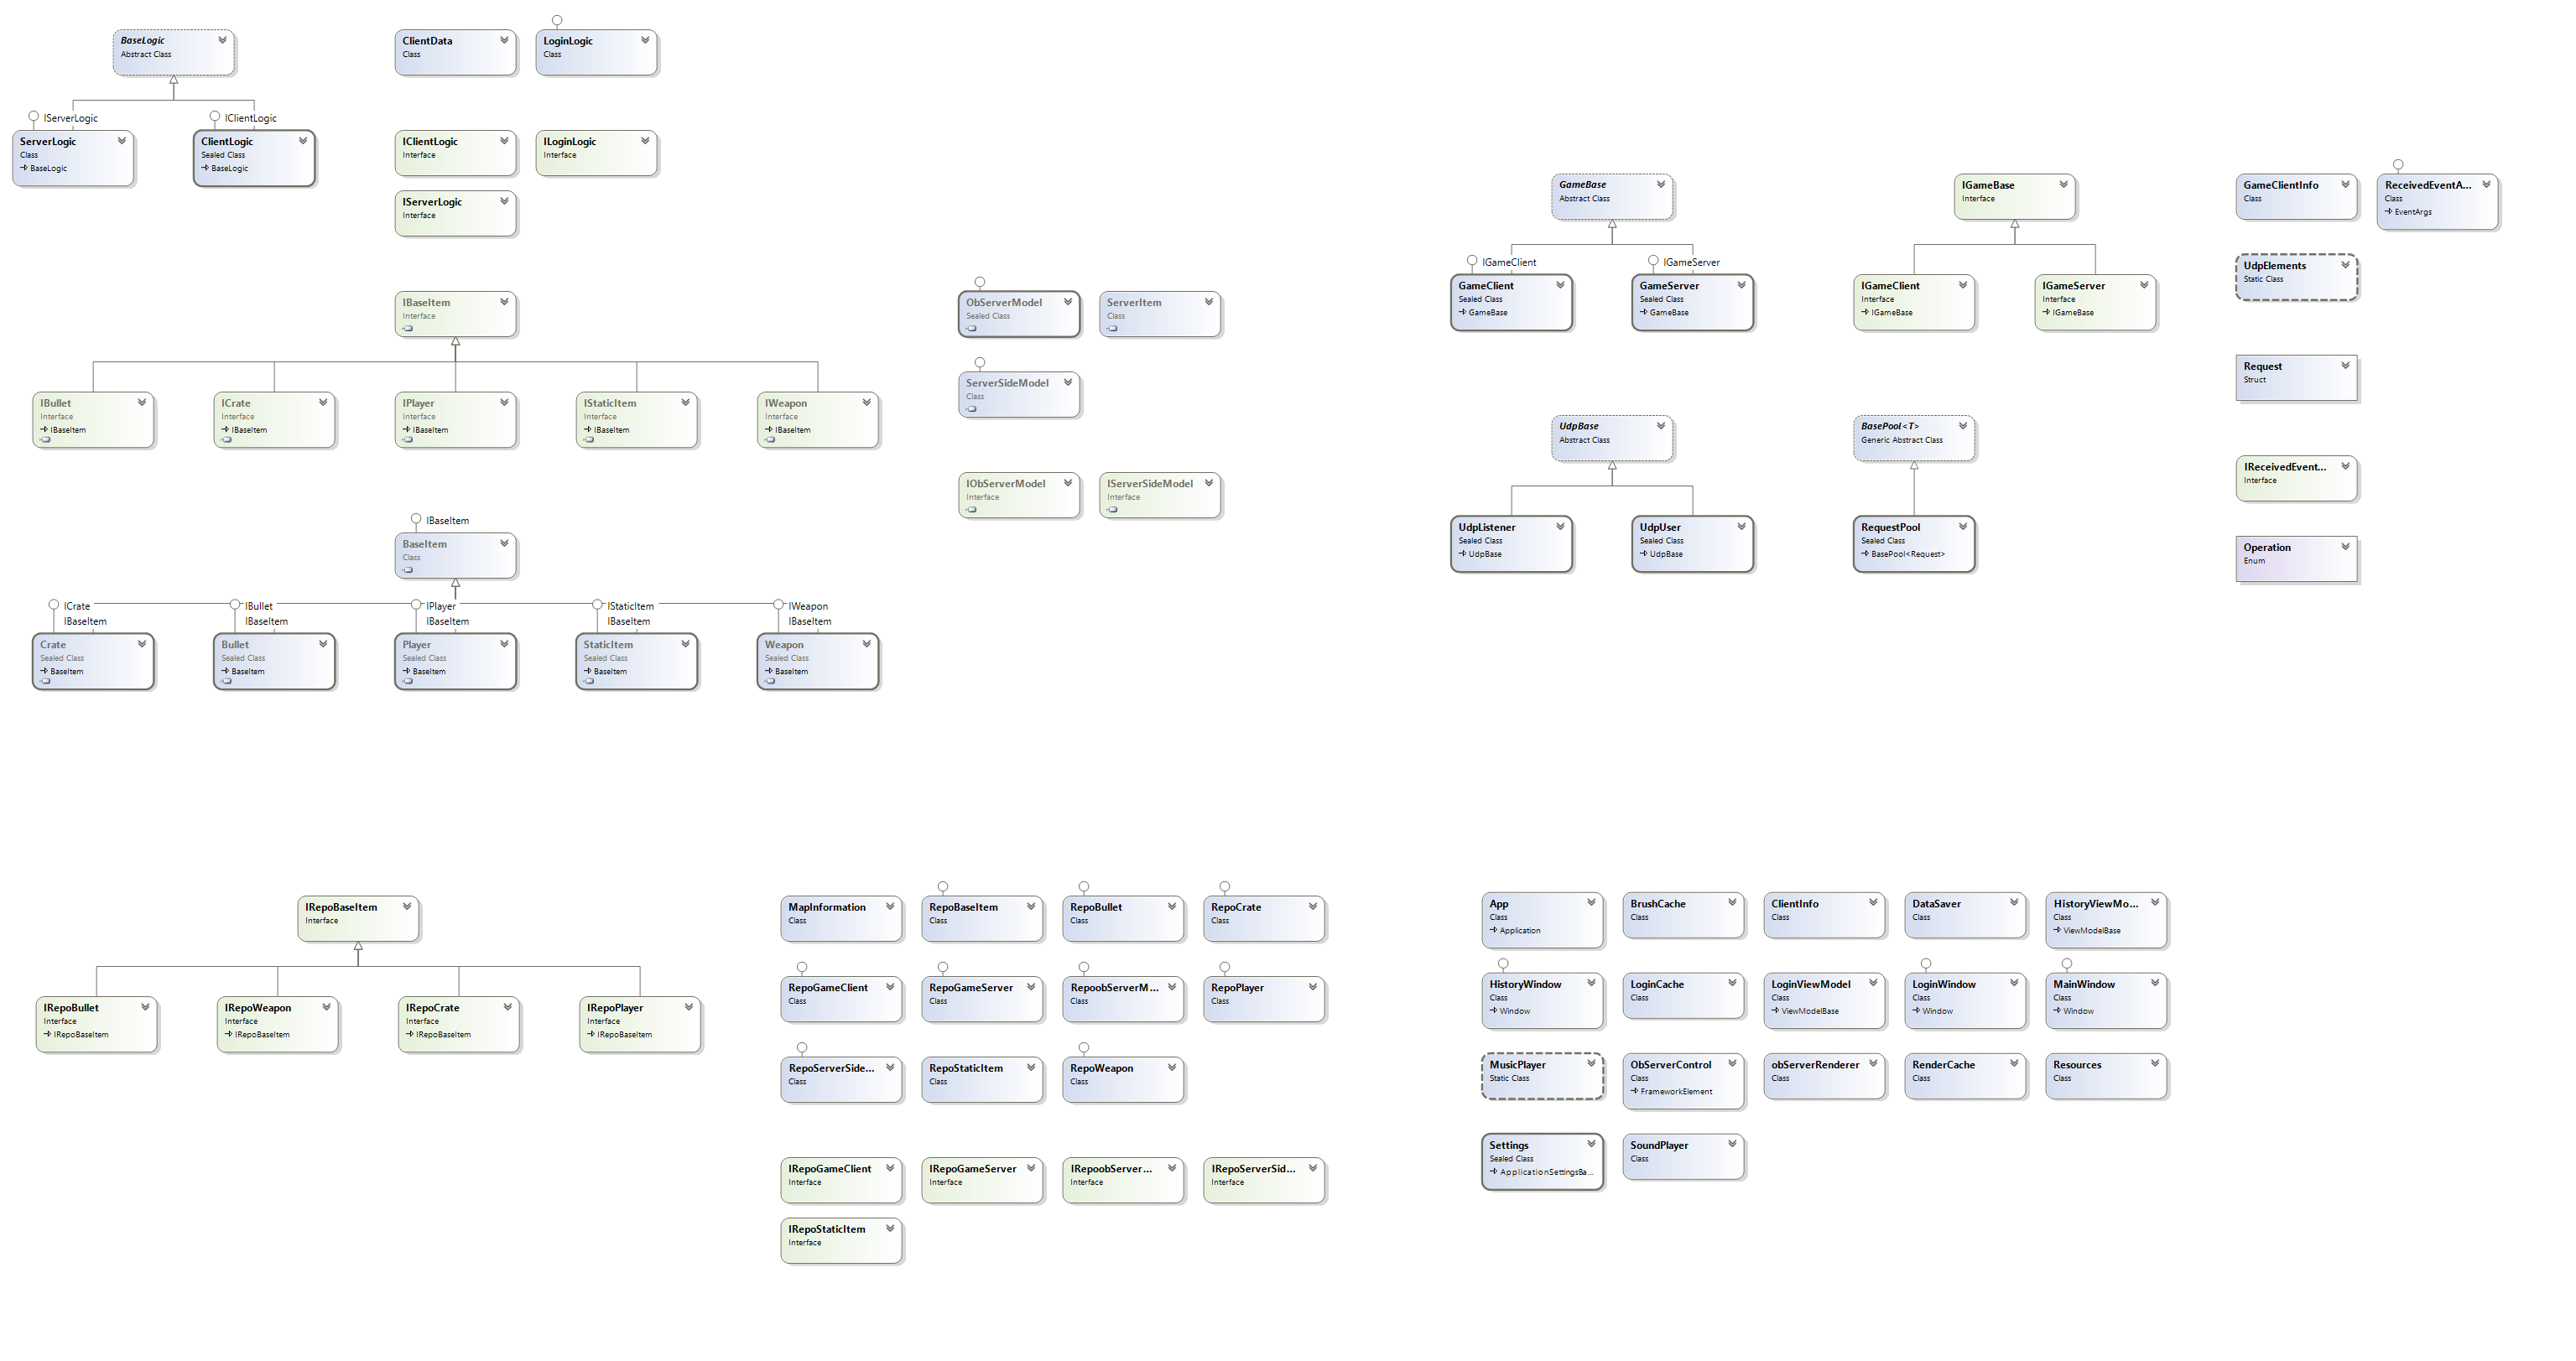 BaseLogic
Abstract Class
IServerLogic
IClientLogic
ServerLogic
Class
BaseLogic
ClientLogic
Sealed Class
BaseLogic
ClientData
Class
LoginLogic
Class
IClientLogic
Interface
ILoginLogic
Interface
IServerLogic
Interface
IBaseItem
Interface
IBullet
Interface
IBaseItem
ICrate
Interface
IBaseItem
IPlayer
Interface
IBaseItem
IStaticItem
Interface
IBaseItem
IWeapon
Interface
IBaseItem
IBaseItem
BaseItem
Class
ICrate
IBaseItem
IBullet
IBaseItem
IPlayer
IBaseItem
IStaticItem
IBaseItem
IWeapon
IBaseItem
Crate
Sealed Class
BaseItem
Bullet
Sealed Class
BaseItem
Player
Sealed Class
BaseItem
StaticItem
Sealed Class
BaseItem
Weapon
Sealed Class
BaseItem
ObServerModel
Sealed Class
ServerItem
Class
ServerSideModel
Class
IObServerModel
Interface
IServerSideModel
Interface
GameBase
Abstract Class
IGameClient
IGameServer
GameClient
Sealed Class
GameBase
GameServer
Sealed Class
GameBase
IGameBase
Interface
IGameClient
Interface
IGameBase
IGameServer
Interface
IGameBase
GameClientInfo
Class
ReceivedEventA...
Class
EventArgs
UdpElements
Static Class
Request
Struct
IReceivedEvent...
Interface
Operation
Enum
UdpBase
Abstract Class
UdpListener
Sealed Class
UdpBase
UdpUser
Sealed Class
UdpBase
BasePool<T>
Generic Abstract Class
RequestPool
Sealed Class
BasePool<Request>
IRepoBaseItem
Interface
IRepoBullet
Interface
IRepoBaseItem
IRepoWeapon
Interface
IRepoBaseItem
IRepoCrate
Interface
IRepoBaseItem
IRepoPlayer
Interface
IRepoBaseItem
MapInformation
Class
RepoBaseItem
Class
RepoBullet
Class
RepoCrate
Class
RepoGameClient
Class
RepoGameServer
Class
RepoobServerM...
Class
RepoPlayer
Class
RepoServerSide...
Class
RepoStaticItem
Class
RepoWeapon
Class
IRepoGameClient
Interface
IRepoGameServer
Interface
IRepoobServer...
Interface
IRepoServerSid...
Interface
IRepoStaticItem
Interface
App
Class
Application
BrushCache
Class
ClientInfo
Class
DataSaver
Class
HistoryViewMo...
Class
ViewModelBase
HistoryWindow
Class
Window
LoginCache
Class
LoginViewModel
Class
ViewModelBase
LoginWindow
Class
Window
MainWindow
Class
Window
MusicPlayer
Static Class
ObServerControl
Class
FrameworkElement
obServerRenderer
Class
RenderCache
Class
Resources
Class
Settings
Sealed Class
ApplicationSettingsBa...
SoundPlayer
Class